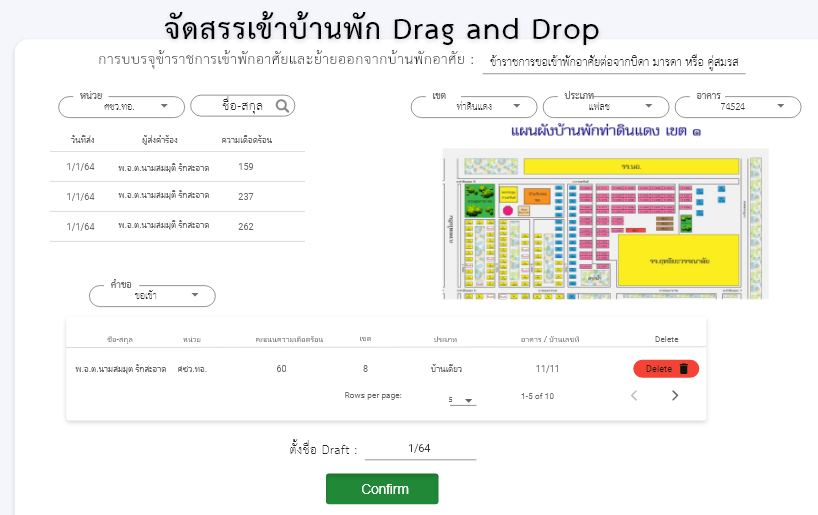 จัดสรรเข้าบ้านพัก Drag and Drop
การบบรจุข้าราชการเข้าพักอาศัยและย้ายออกจากบ้านพักอาศัย : ข้าราชการขอเข้าพักอาศัยต่อจากบิดา มารดา หรือ คู่สมรส
หน่วย
ศชว.ทอ.
ชื่อ-สกุล
เขต
ท่าดินแดง
ประเภท
แฟลช
อาคาร
74524
แผนผังบ้านพักท่าดินแดง เขต ๑
วันที่ส่ง ผู้ส่งคำร้อง ความเดือดร้อน
1/1/64 พ.อ.ต.นามสมมุติ รักสะอาด 159
1/1/64 พ.อ.ต.นามสมมุติ รักสะอาด 237
1/1/64 พ.อ.ต.นามสมมุติ รักสะอาด 262
รร.นอ.
รร.ฤทธิยะวรรณาลัย
คำขอ
ขอเข้า
ชื่อ-สกุล หน่วย คะแนนความเดือดร้อน เขต ประเภท อาคาร / บ้านเลขที่ Delete
พ.อ.ต.นามสมมุต รักสะอาด ศชว.ทอ. 60 8 บ้านเดี่ยว 11/11 Delete
Rows per page: 5 1-5 of 10
ตั้งชื่อ Draft : 1/64
Confirm